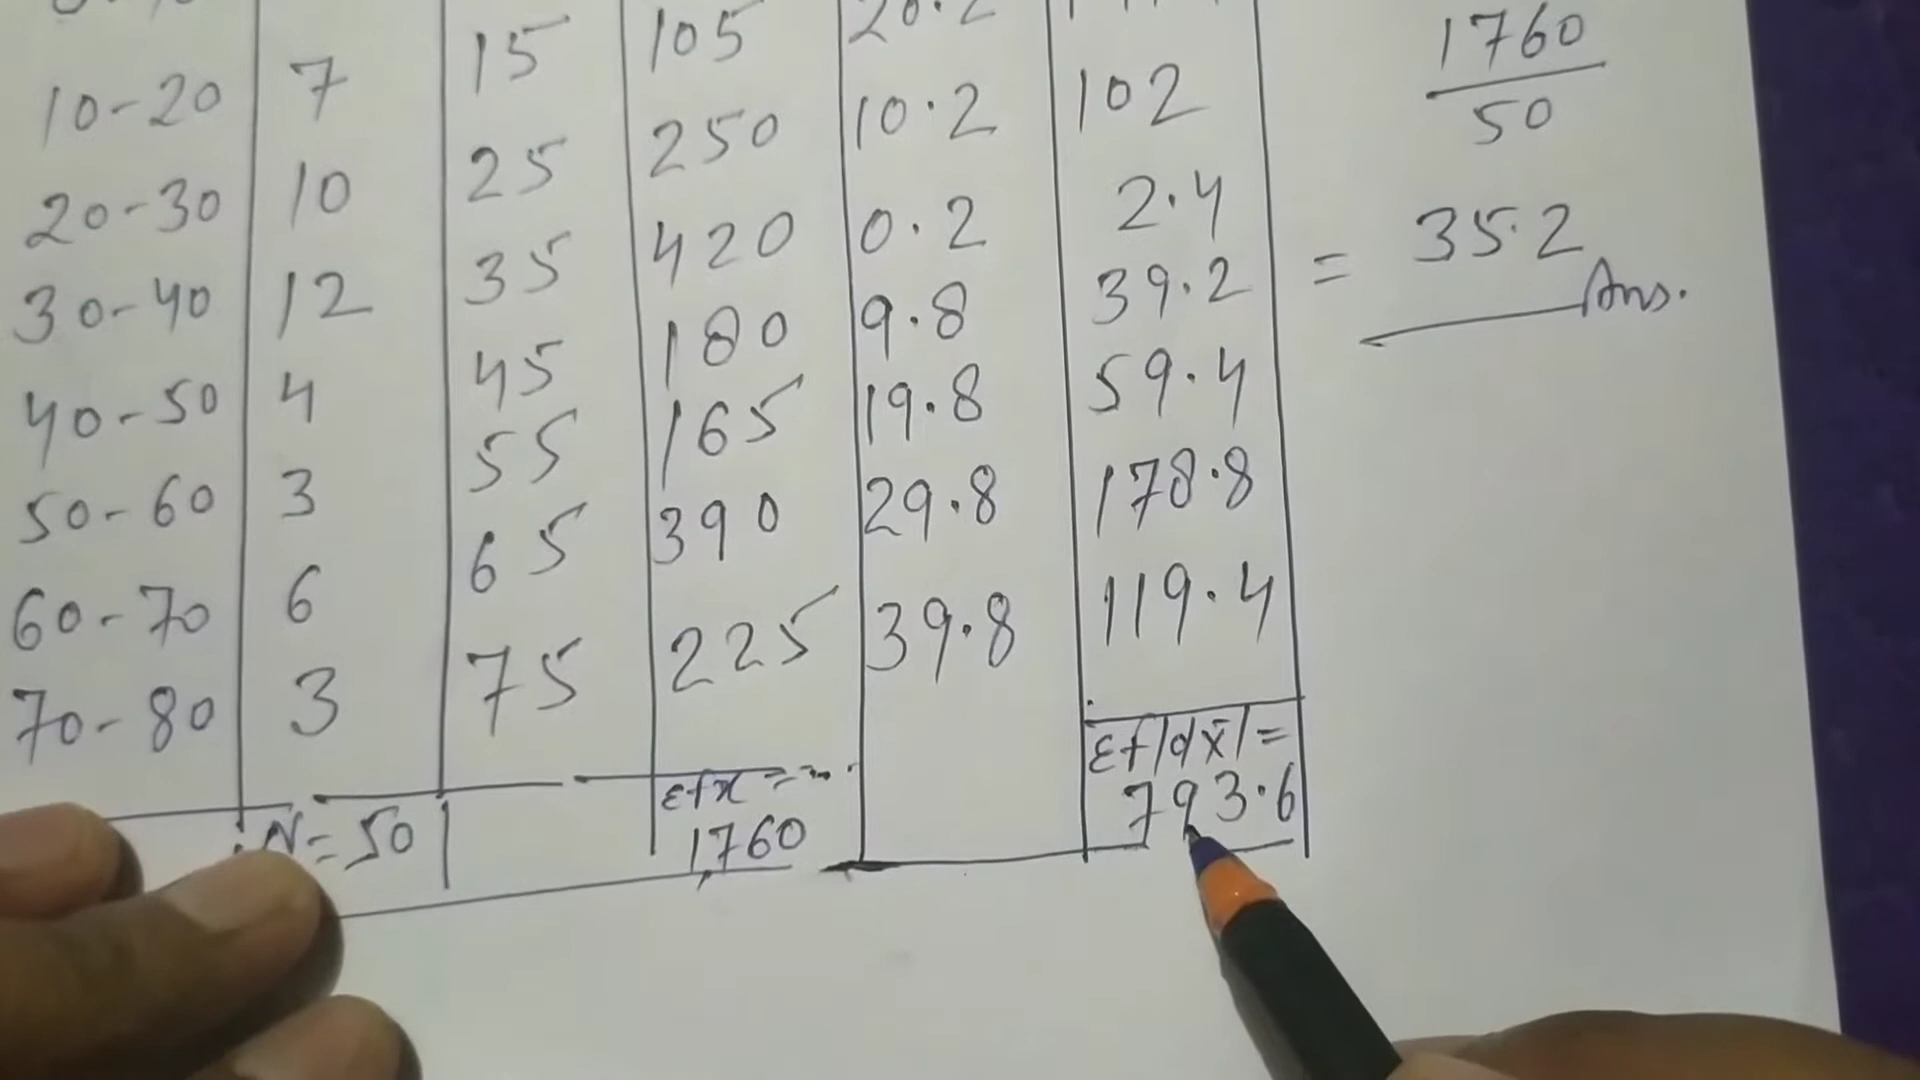 105 20.2
10-20 7 15 250 10.2 102
20-30 10 25 420 0.2 2.4
30-40 12 35 180 9.8 39.2
40-50 4 45 165 19.8 59.4
50-60 3 55 390 29.8 178.8
60-70 6 65 225 39.8 119.4
70-80 3 75
N=50 Σfx= 1760
Σf|dx̄|=
793.6
1760
50
= 35.2 Ans.